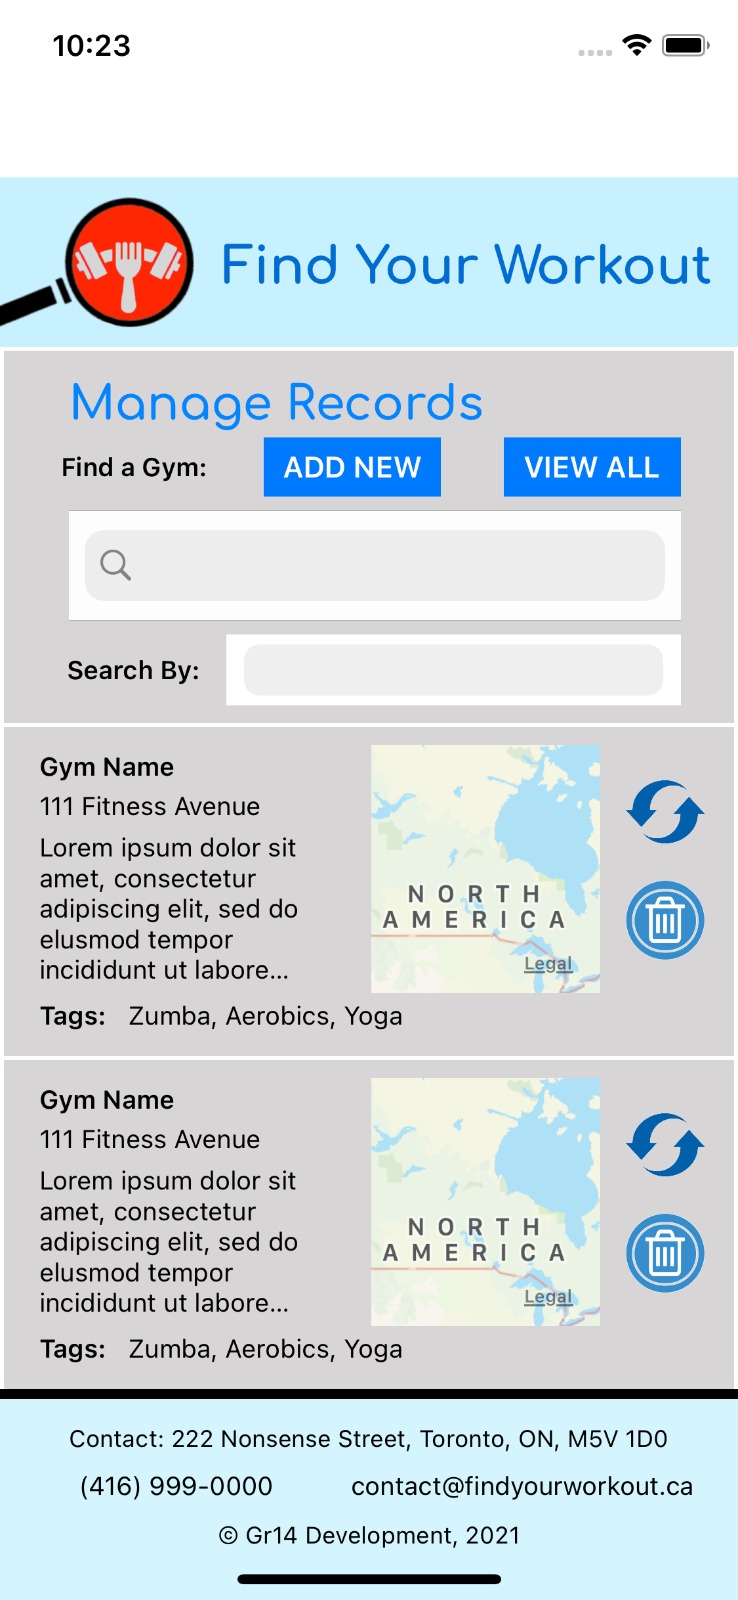 10:23
Find Your Workout
Manage Records
Find a Gym: ADD NEW VIEW ALL
Search By:
Gym Name
111 Fitness Avenue
Lorem ipsum dolor sit
amet, consectetur
adipiscing elit, sed do
elusmod tempor
incididunt ut labore...
Tags: Zumba, Aerobics, Yoga
NORTH
AMERICA
Legal
Gym Name
111 Fitness Avenue
Lorem ipsum dolor sit
amet, consectetur
adipiscing elit, sed do
elusmod tempor
incididunt ut labore...
Tags: Zumba, Aerobics, Yoga
NORTH
AMERICA
Legal
Contact: 222 Nonsense Street, Toronto, ON, M5V 1D0
(416) 999-0000 contact@findyourworkout.ca
© Gr14 Development, 2021